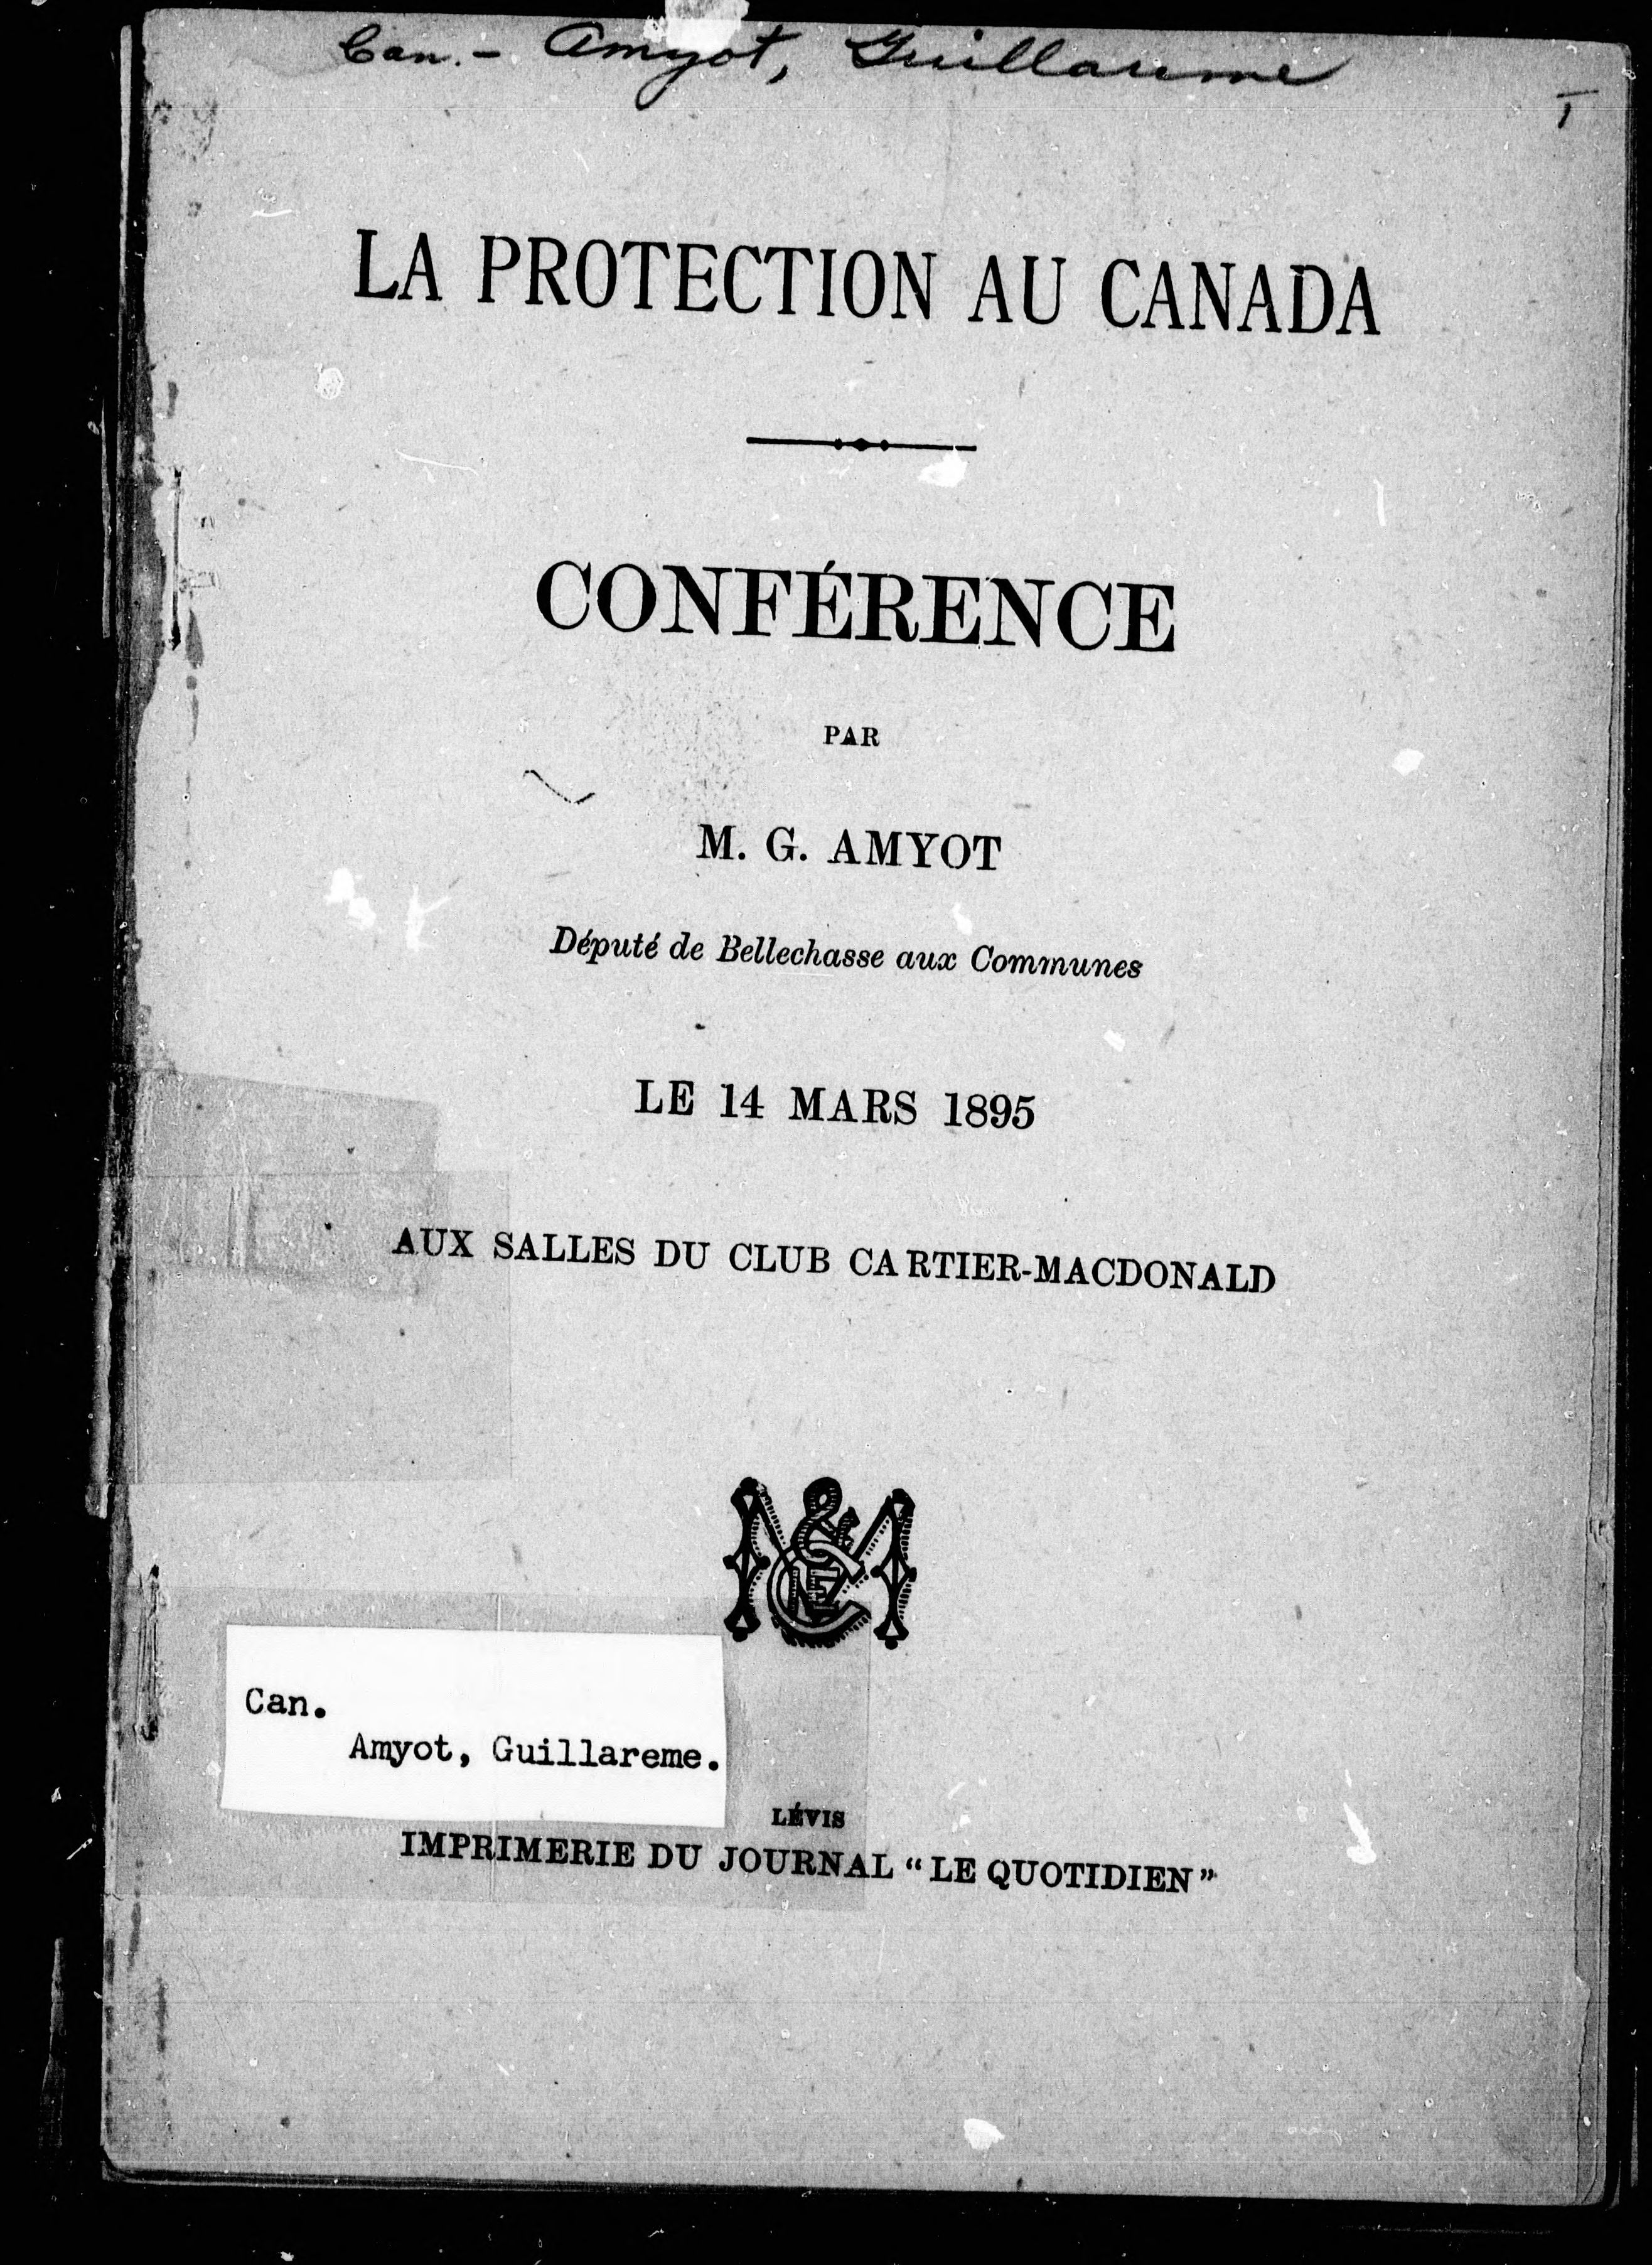 Can. - Amyot, Guillaume
LA PROTECTION AU CANADA
CONFÉRENCE
PAR
M. G. AMYOT
Député de Bellechasse aux Communes
LE 14 MARS 1895
AUX SALLES DU CLUB CARTIER-MACDONALD
Can.
Amyot, Guillareme.
LÉVIS
IMPRIMERIE DU JOURNAL “LE QUOTIDIEN”